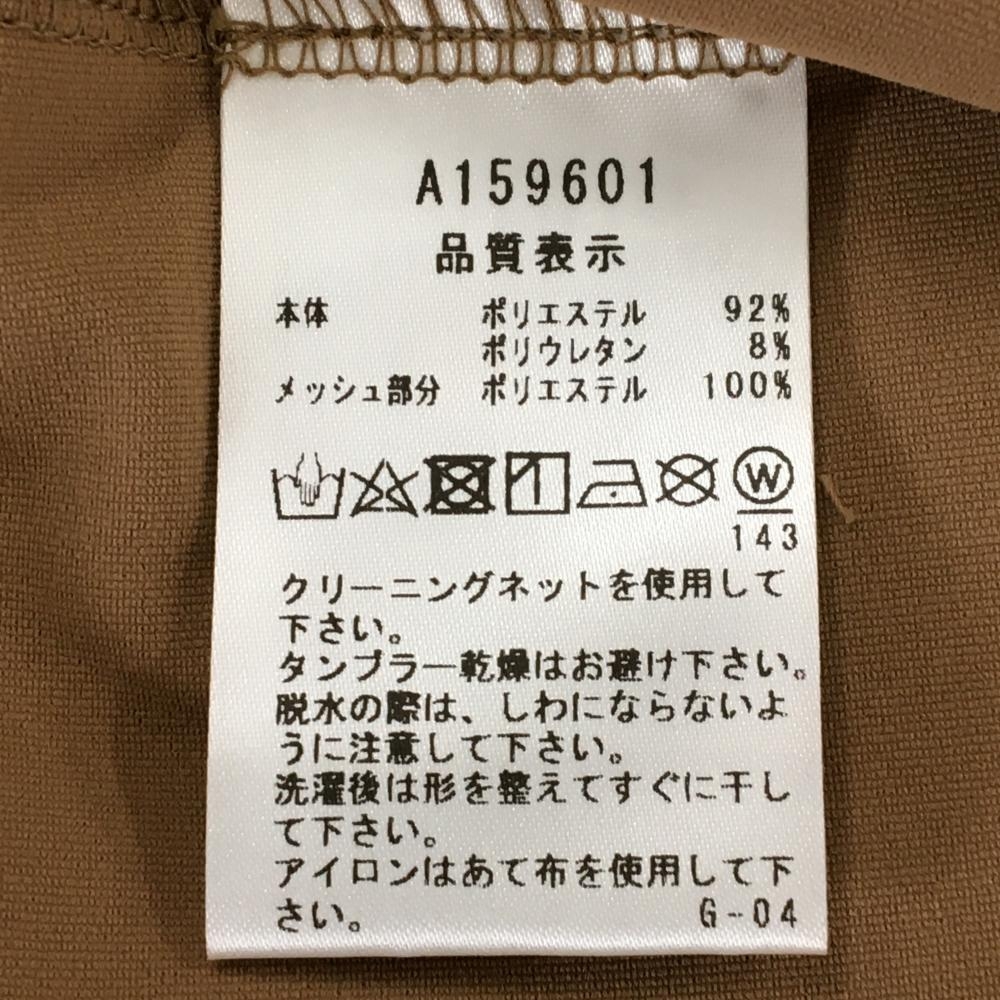 A159601
品質表示
本体 ポリエステル 92%
ポリウレタン 8%
メッシュ部分 ポリエステル 100%
W
143
クリーニングネットを使用して
下さい。
タンブラー乾燥はお避け下さい。
脱水の際は、しわにならないよ
うに注意して下さい。
洗濯後は形を整えてすぐに干し
て下さい。
アイロンはあて布を使用して下
さい。 G-04